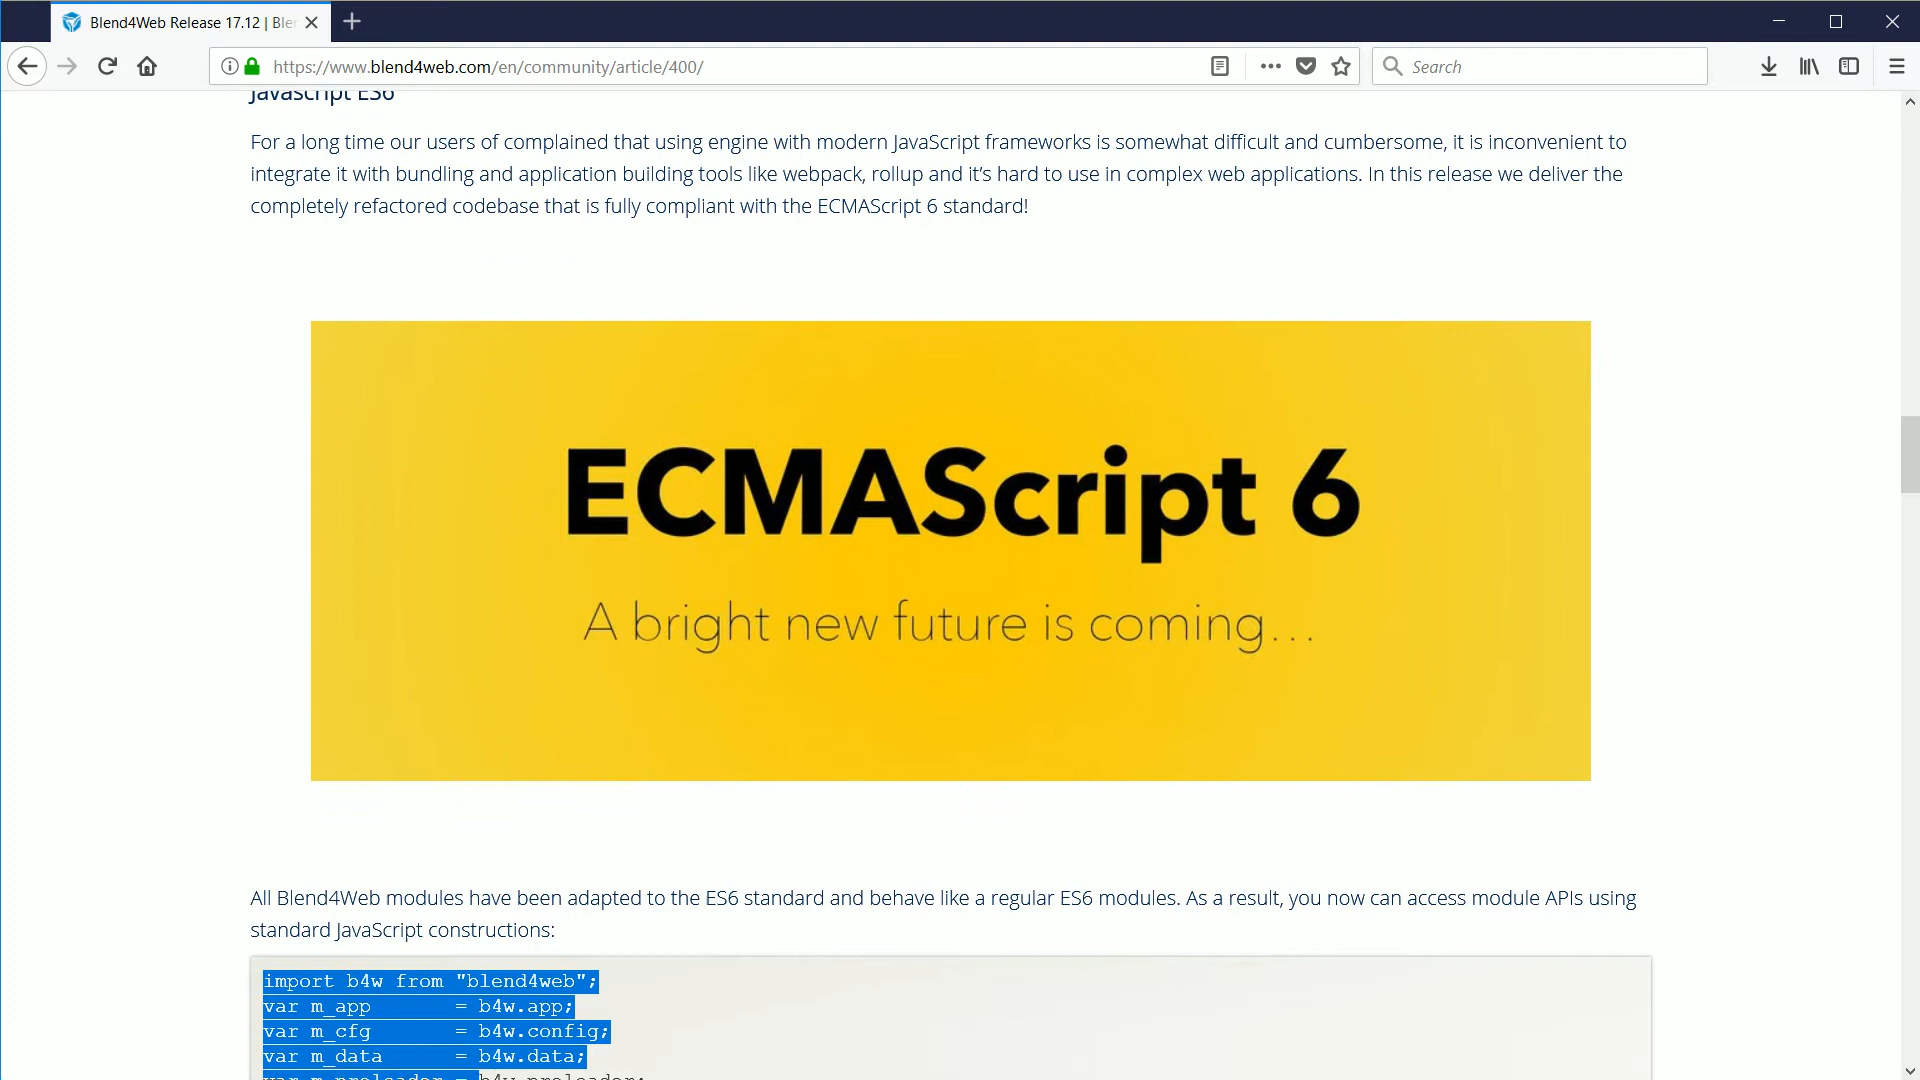 Blend4Web Release 17.12 | Ble
https://www.blend4web.com/en/community/article/400/
Search
Javascript ES6
For a long time our users of complained that using engine with modern JavaScript frameworks is somewhat difficult and cumbersome, it is inconvenient to
integrate it with bundling and application building tools like webpack, rollup and it’s hard to use in complex web applications. In this release we deliver the
completely refactored codebase that is fully compliant with the ECMAScript 6 standard!
ECMAScript 6
A bright new future is coming...
All Blend4Web modules have been adapted to the ES6 standard and behave like a regular ES6 modules. As a result, you now can access module APIs using
standard JavaScript constructions:
import b4w from "blend4web";
var m_app       = b4w.app;
var m_cfg       = b4w.config;
var m_data      = b4w.data;
var m_preloader = b4w.preloader;